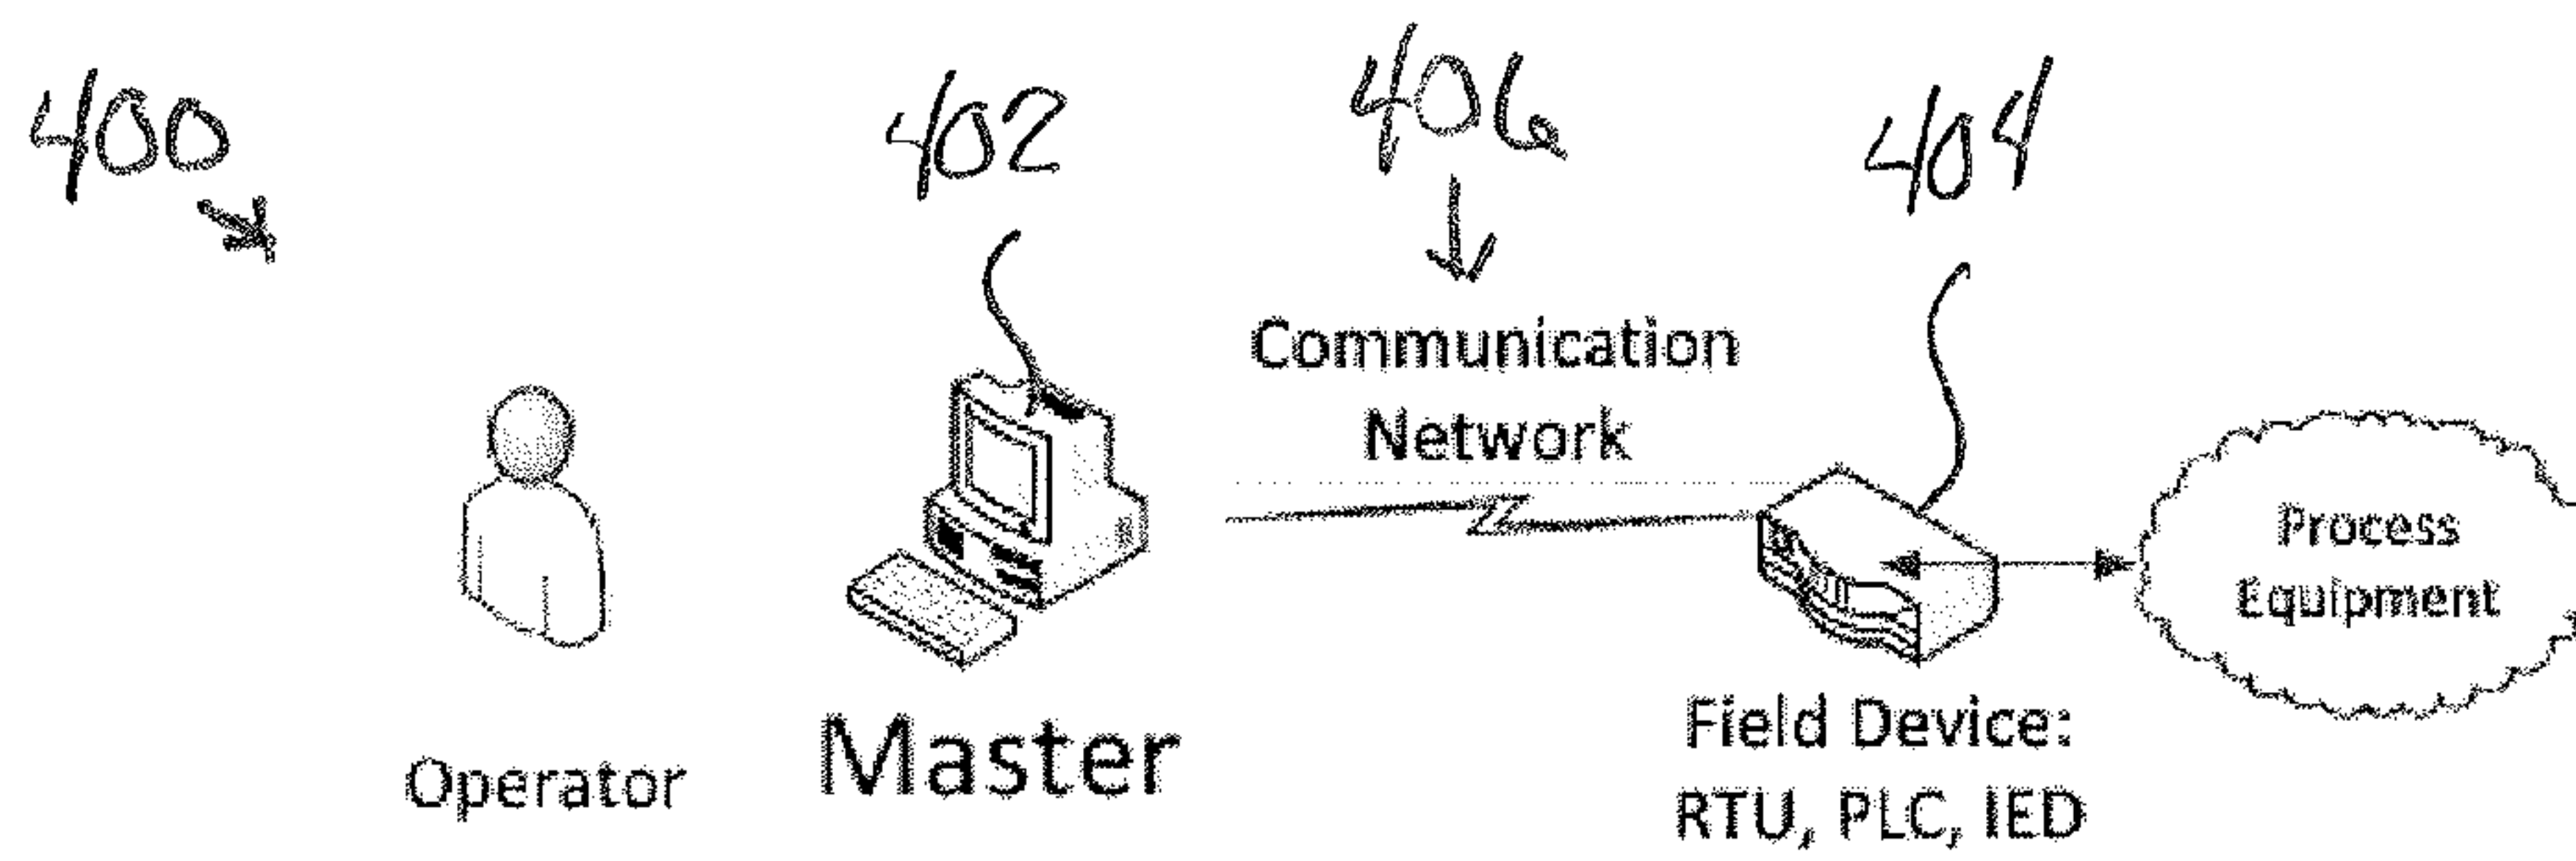 400
402
406
404
Communication
Network
Process
Equipment
Operator
Master
Field Device:
RTU, PLC, IED